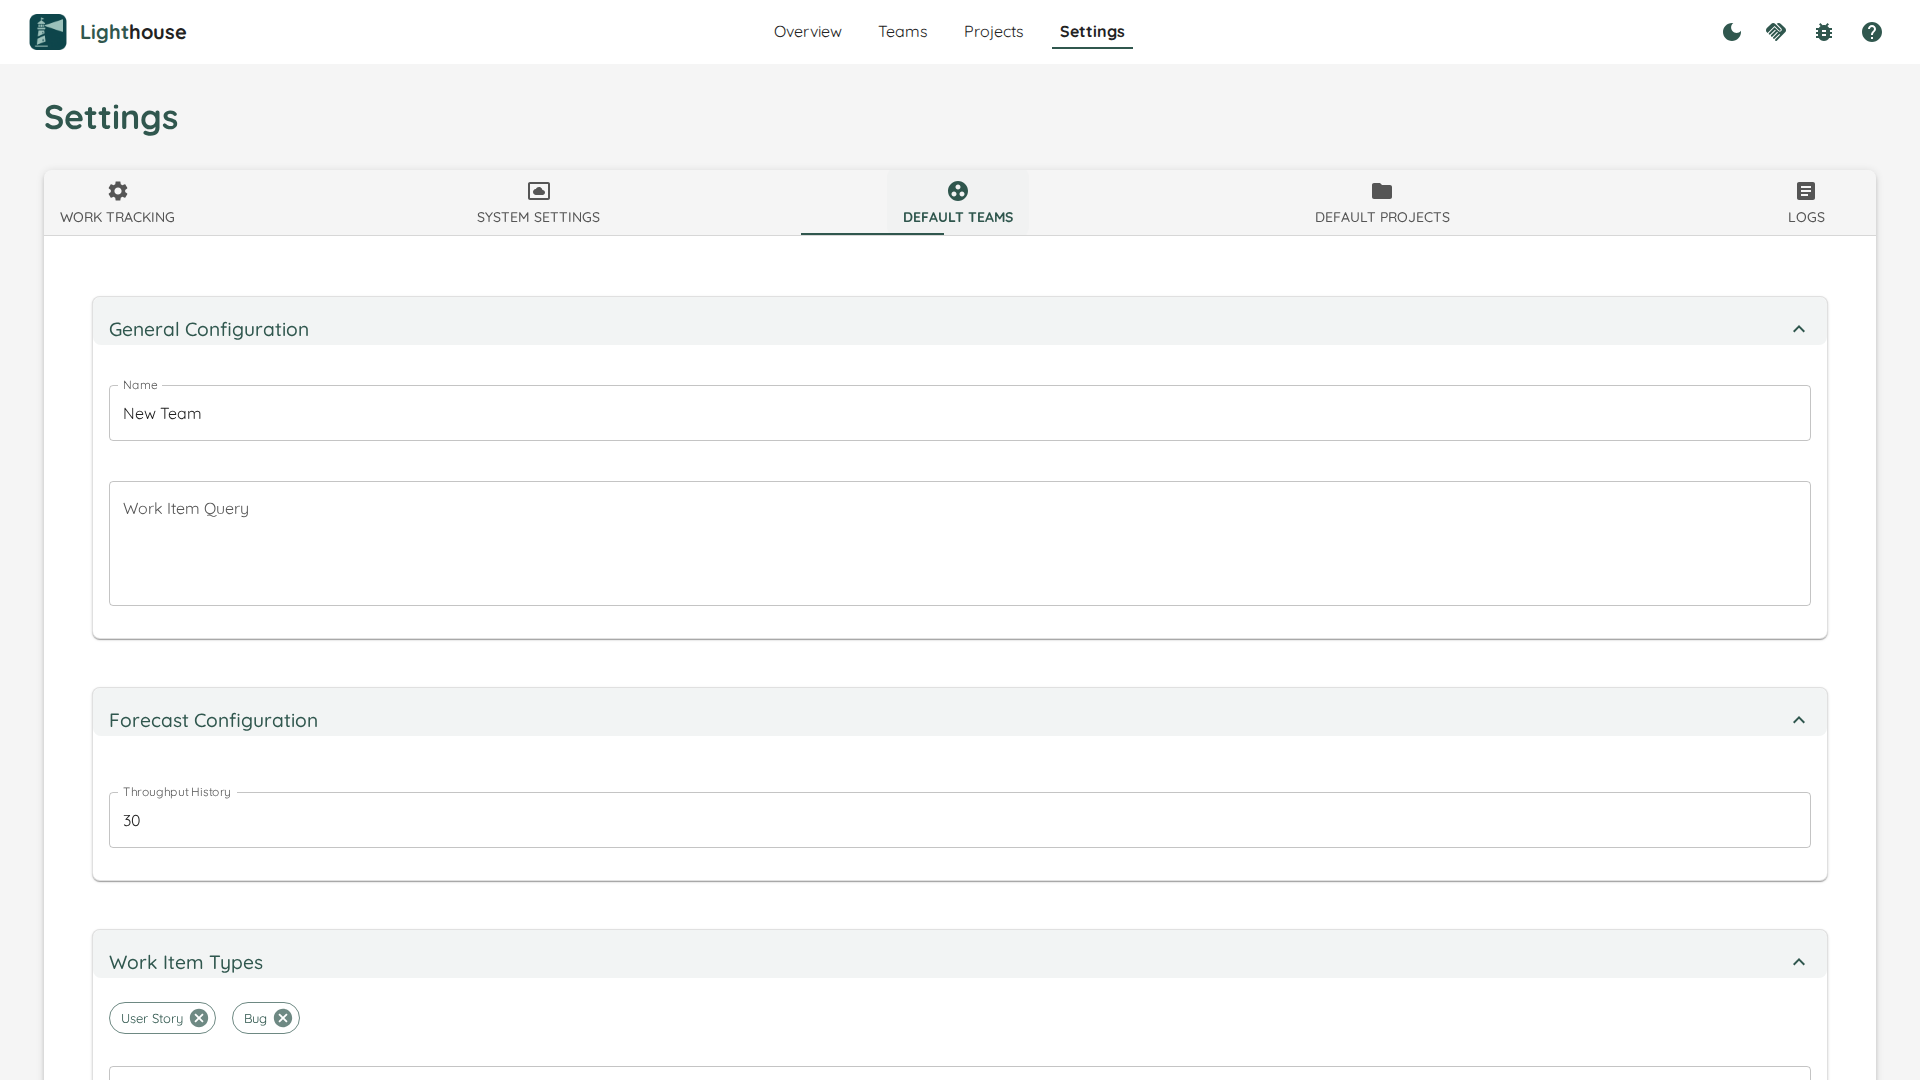 Lighthouse
Overview
Teams
Projects
Settings
Settings
WORK TRACKING
SYSTEM SETTINGS
DEFAULT TEAMS
DEFAULT PROJECTS
LOGS
General Configuration
Name
New Team
Work Item Query
Forecast Configuration
Throughput History
30
Work Item Types
User Story
Bug